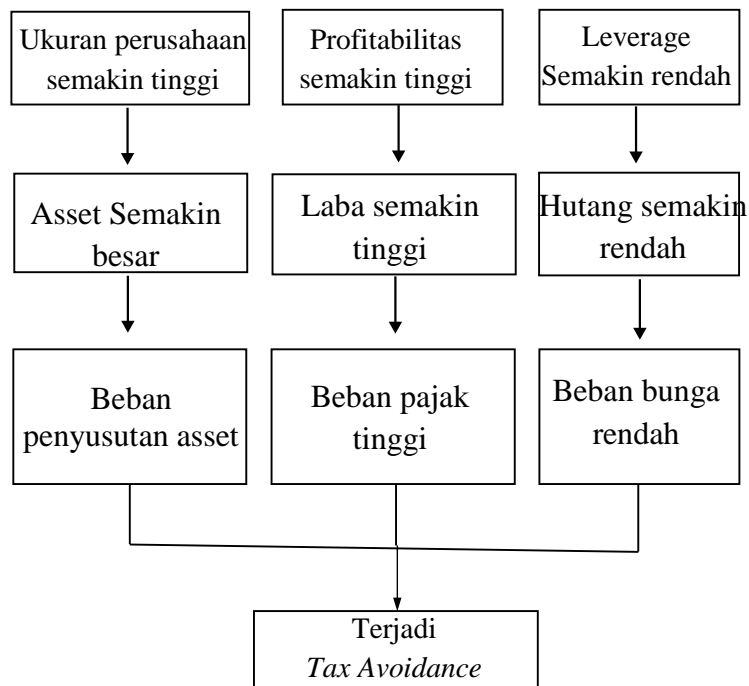 Ukuran perusahaan
semakin tinggi
Profitabilitas
semakin tinggi
Leverage
Semakin rendah
Asset Semakin
besar
Laba semakin
tinggi
Hutang semakin
rendah
Beban
penyusutan asset
Beban pajak
tinggi
Beban bunga
rendah
Terjadi
Tax Avoidance